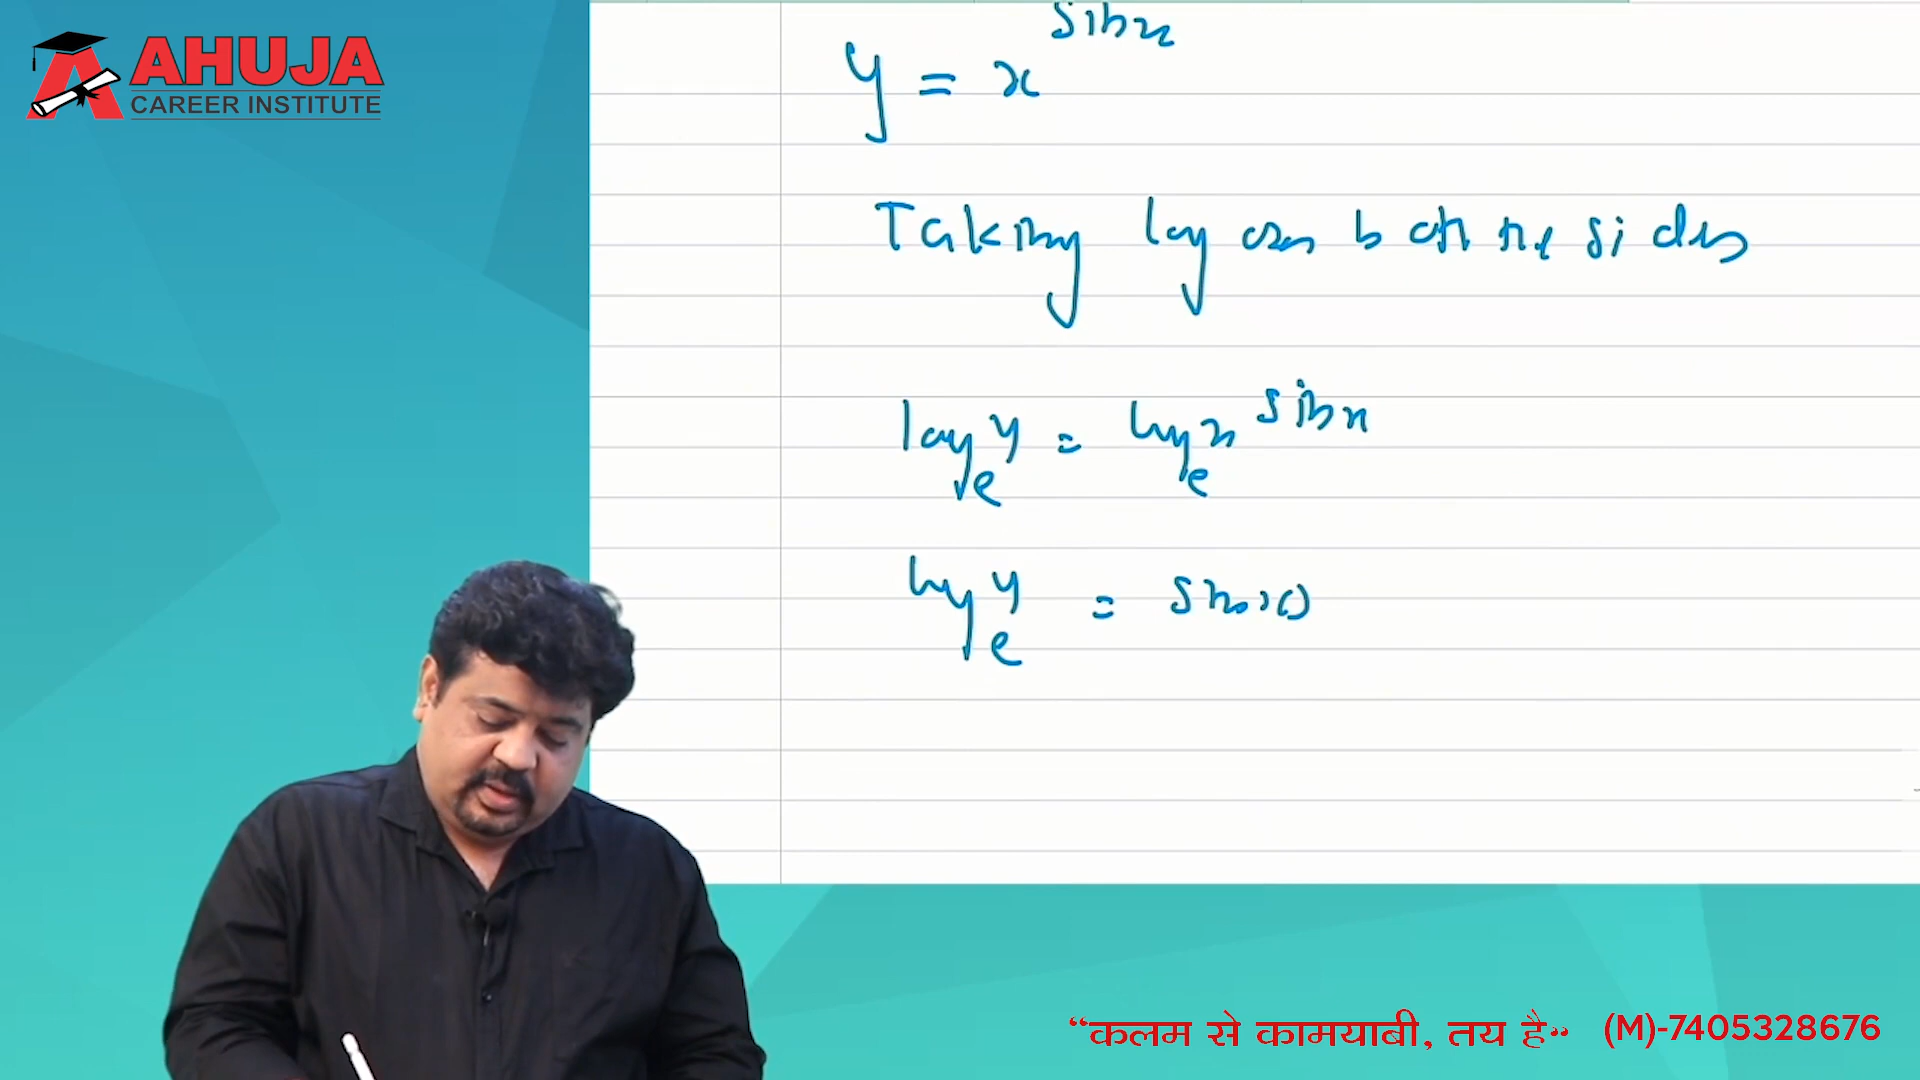 AHUJA
CAREER INSTITUTE
y = x^sinx
Taking log on both the sides
log_e y = log_e x^sinx
log_e y = sinx
“कलम से कामयाबी, तय है” (M)-7405328676